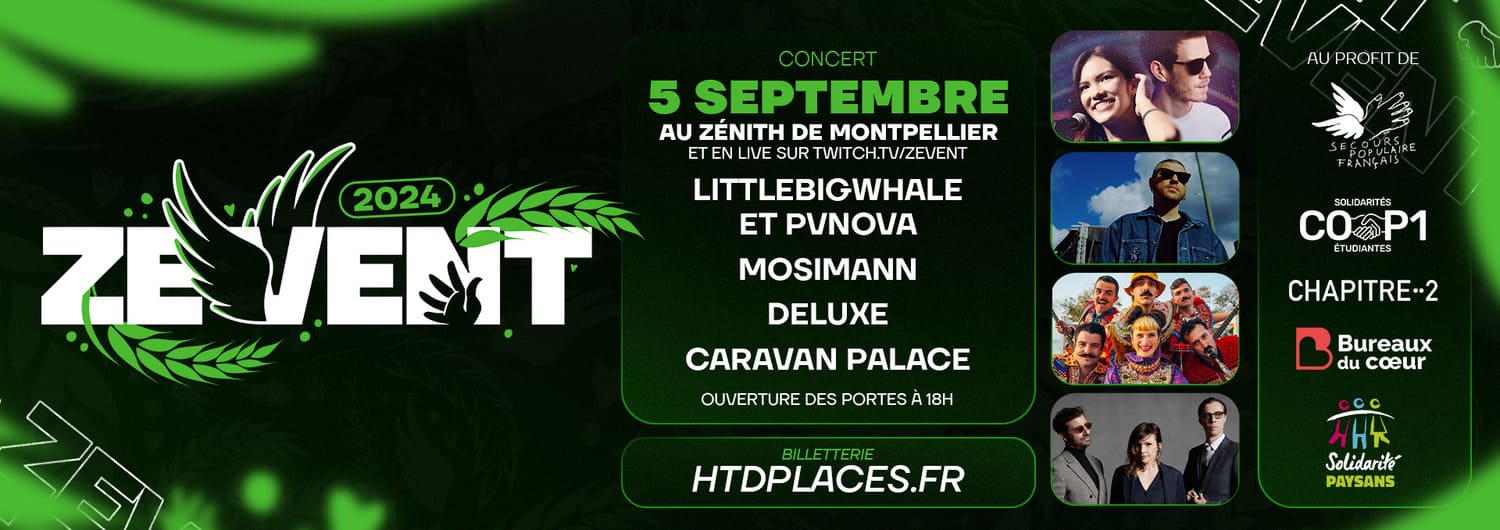 ZEVENT
2024
CONCERT
5 SEPTEMBRE
AU ZÉNITH DE MONTPELLIER
ET EN LIVE SUR TWITCH.TV/ZEVENT
LITTLEBIGWHALE
ET PVNOVA
MOSIMANN
DELUXE
CARAVAN PALACE
OUVERTURE DES PORTES À 18H
BILLETTERIE
HTDPLACES.FR
AU PROFIT DE
SECOURS
POPULAIRE
FRANÇAIS
SOLIDARITÉS
COP1
ÉTUDIANTES
CHAPITRE··2
Bureaux
du cœur
Solidarité
PAYSANS